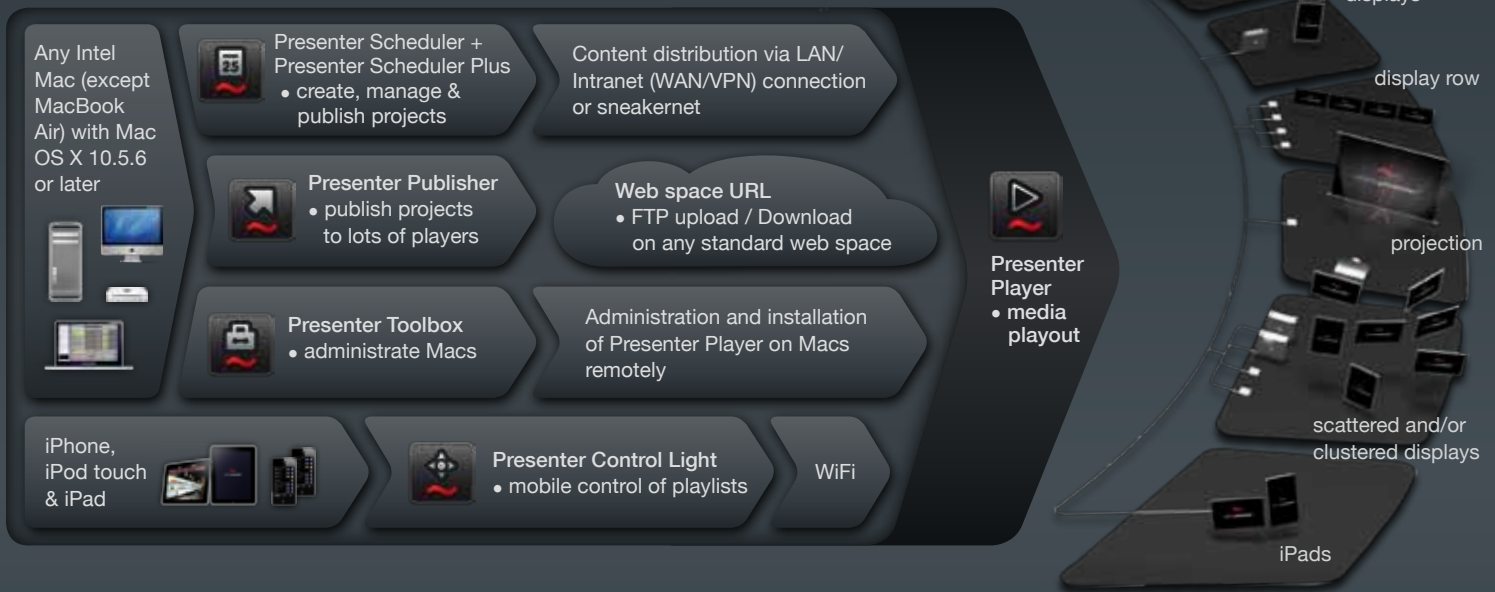 Any Intel
Mac (except
MacBook
Air) with Mac
OS X 10.5.6
or later
Presenter Scheduler +
Presenter Scheduler Plus
• create, manage &
publish projects
Content distribution via LAN/
Intranet (WAN/VPN) connection
or sneakernet
Presenter Publisher
• publish projects
to lots of players
Web space URL
• FTP upload / Download
on any standard web space
Presenter Toolbox
• administrate Macs
Administration and installation
of Presenter Player on Macs
remotely
iPhone,
iPod touch
& iPad
Presenter Control Light
• mobile control of playlists
WiFi
Presenter
Player
• media
playout
displays
display row
projection
scattered and/or
clustered displays
iPads